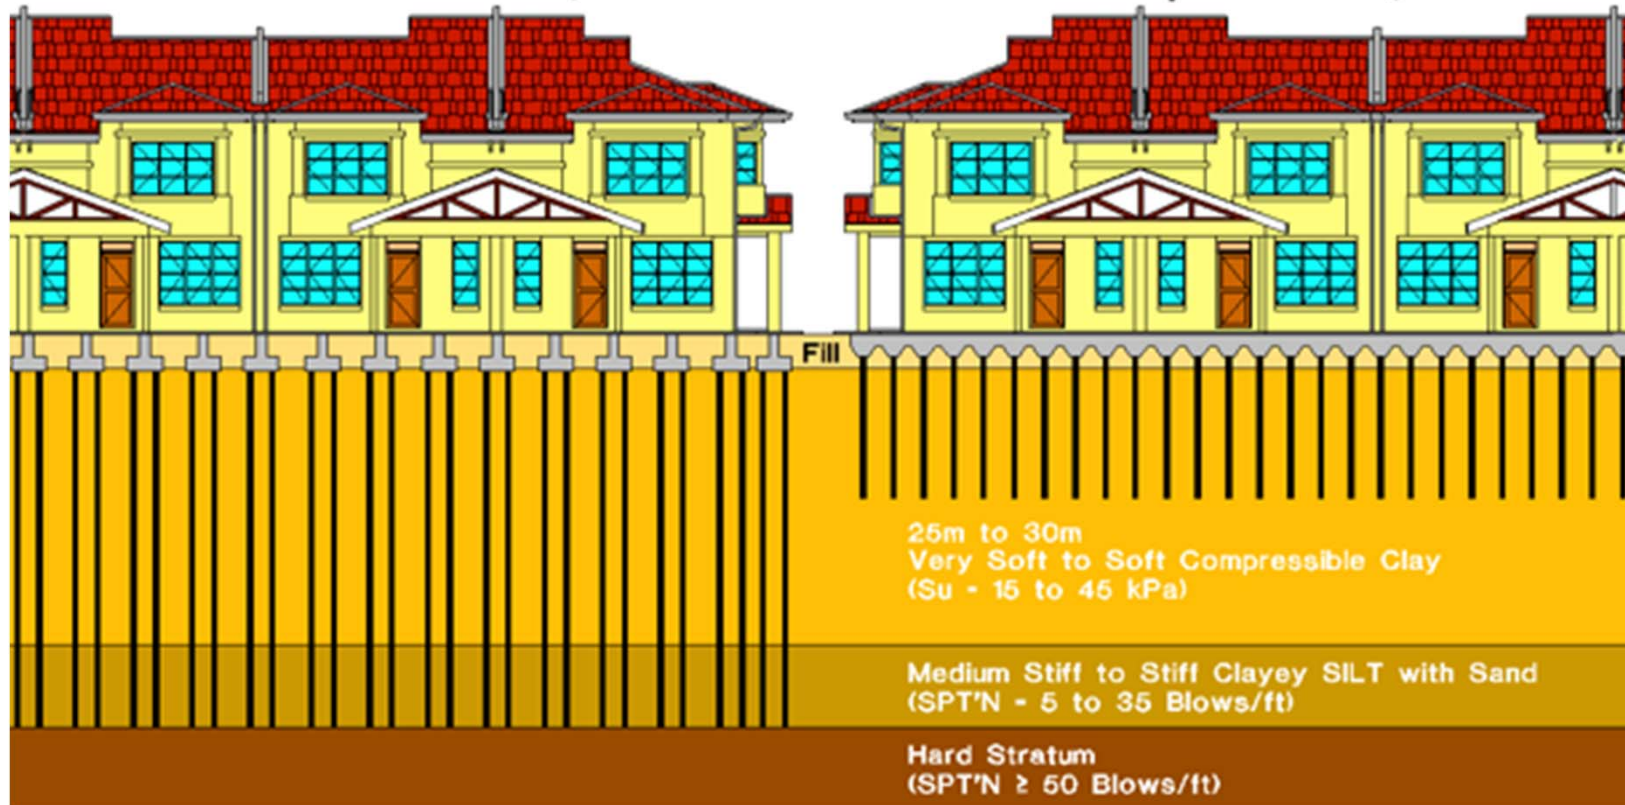 Fill
25m to 30m
Very Soft to Soft Compressible Clay
(Su - 15 to 45 kPa)
Medium Stiff to Stiff Clayey SILT with Sand
(SPT'N - 5 to 35 Blows/ft)
Hard Stratum
(SPT'N ≥ 50 Blows/ft)